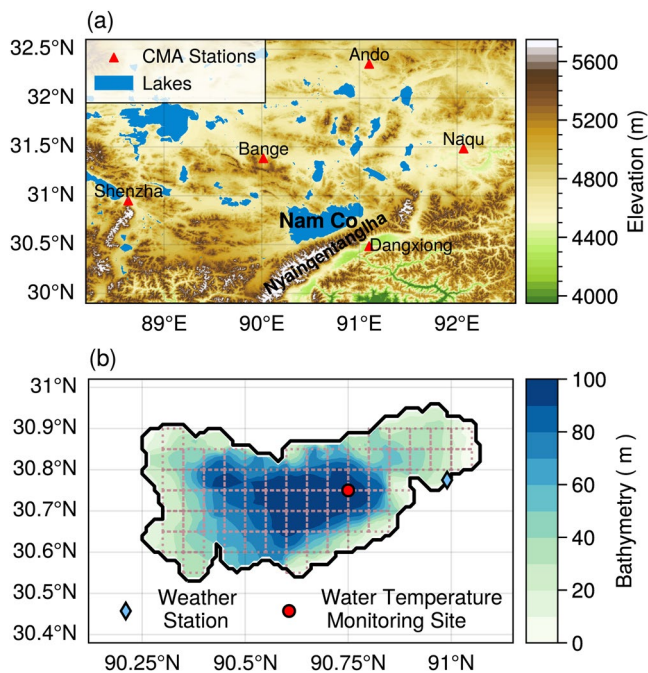 (a)
32.5°N
32°N
31.5°N
31°N
30.5°N
30°N
CMA Stations
Lakes
Ando
Naqu
Bange
Shenzha
Nam Co
Nyainqentanglha
Dangxiong
89°E
90°E
91°E
92°E
5600
5200
4800
4400
4000
Elevation (m)
(b)
31°N
30.9°N
30.8°N
30.7°N
30.6°N
30.5°N
30.4°N
Weather
Station
Water Temperature
Monitoring Site
90.25°N
90.5°N
90.75°N
91°N
100
80
60
40
20
0
Bathymetry ( m )